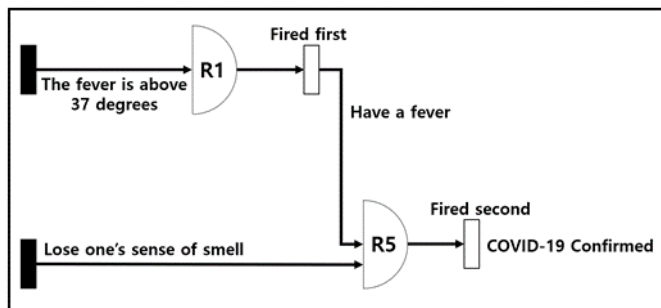 Fired first
R1
The fever is above
37 degrees
Have a fever
Fired second
Lose one's sense of smell
R5
COVID-19 Confirmed